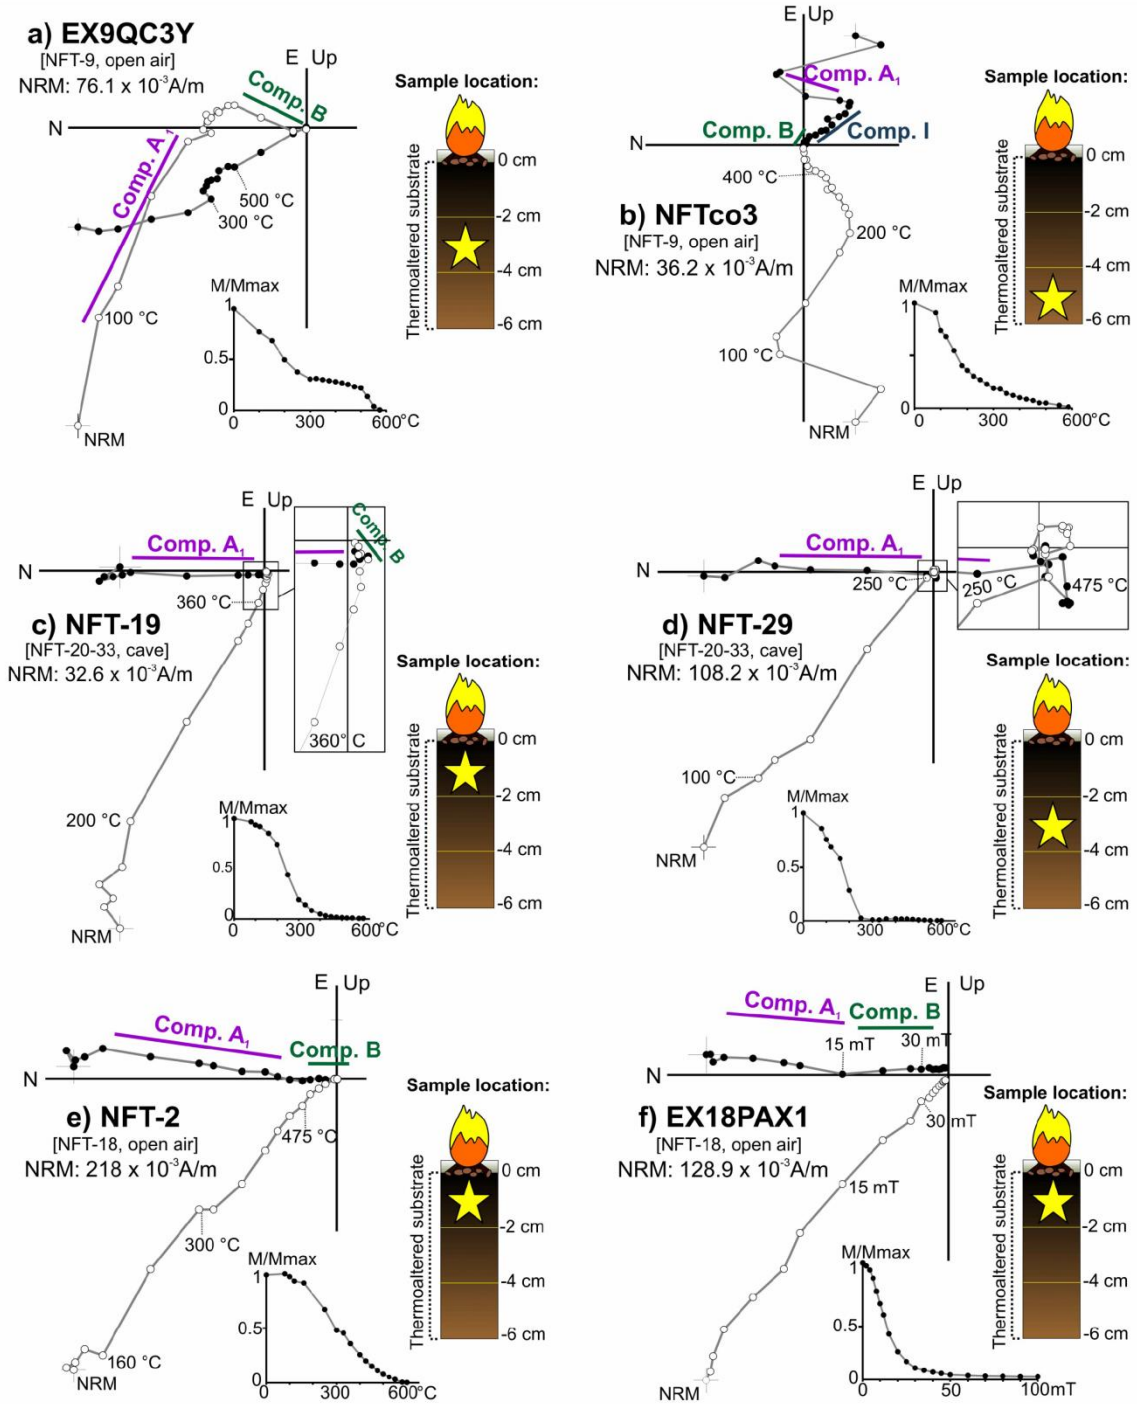 a) EX9QC3Y
[NFT-9, open air]
NRM: 76.1 x 10⁻³A/m
E Up
Comp. B
N
Comp. A₁
500 °C
300 °C
100 °C
NRM
M/Mmax
1
0.5
0
0 300 600°C
Sample location:
Thermoaltered substrate
0 cm
-2 cm
-4 cm
-6 cm
E Up
Comp. A₁
Comp. B
Comp. I
N
400 °C
b) NFTco3
[NFT-9, open air]
NRM: 36.2 x 10⁻³A/m
200 °C
100 °C
NRM
M/Mmax
1
0
0 300 600°C
Sample location:
Thermoaltered substrate
0 cm
-2 cm
-4 cm
-6 cm
E Up
Comp. A₁
Comp. B
N
360 °C
c) NFT-19
[NFT-20-33, cave]
NRM: 32.6 x 10⁻³A/m
360° C
200 °C
NRM
M/Mmax
1
0.5
0
0 300 600°C
Sample location:
Thermoaltered substrate
0 cm
-2 cm
-4 cm
-6 cm
E Up
Comp. A₁
N
250 °C
250 °C
475 °C
d) NFT-29
[NFT-20-33, cave]
NRM: 108.2 x 10⁻³A/m
100 °C
NRM
M/Mmax
1
0.5
0
0 300 600°C
Sample location:
Thermoaltered substrate
0 cm
-2 cm
-4 cm
-6 cm
E Up
Comp. A₁
Comp. B
N
e) NFT-2
[NFT-18, open air]
NRM: 218 x 10⁻³A/m
475 °C
300 °C
160 °C
NRM
M/Mmax
1
0.5
0
0 300 600°C
Sample location:
Thermoaltered substrate
0 cm
-2 cm
-4 cm
-6 cm
E Up
Comp. A₁
Comp. B
15 mT
30 mT
N
f) EX18PAX1
[NFT-18, open air]
NRM: 128.9 x 10⁻³A/m
30 mT
15 mT
NRM
M/Mmax
1
0.5
0
0 50 100mT
Sample location:
Thermoaltered substrate
0 cm
-2 cm
-4 cm
-6 cm